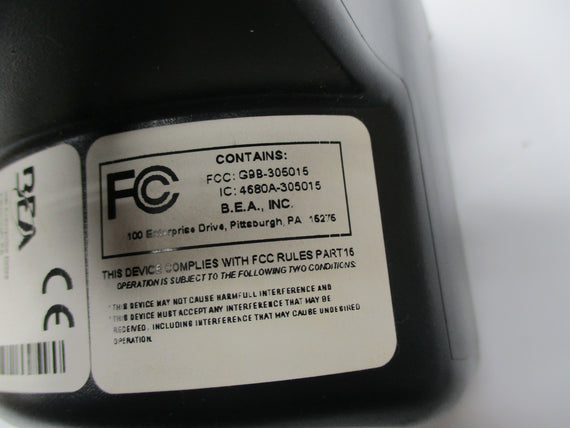 BEA
CE
FC
CONTAINS:
FCC: G9B-305015
IC: 4680A-305015
B.E.A., INC.
100 Enterprise Drive, Pittsburgh, PA 15275
THIS DEVICE COMPLIES WITH FCC RULES PART15
OPERATION IS SUBJECT TO THE FOLLOWING TWO CONDITIONS:
* THIS DEVICE MAY NOT CAUSE HARMFULL INTERFERENCE AND
* THIS DEVICE MUST ACCEPT ANY INTERFERENCE THAT MAY BE
RECEIVED, INCLUDING INTERFERENCE THAT MAY CAUSE UNDESIRED
OPERATION.